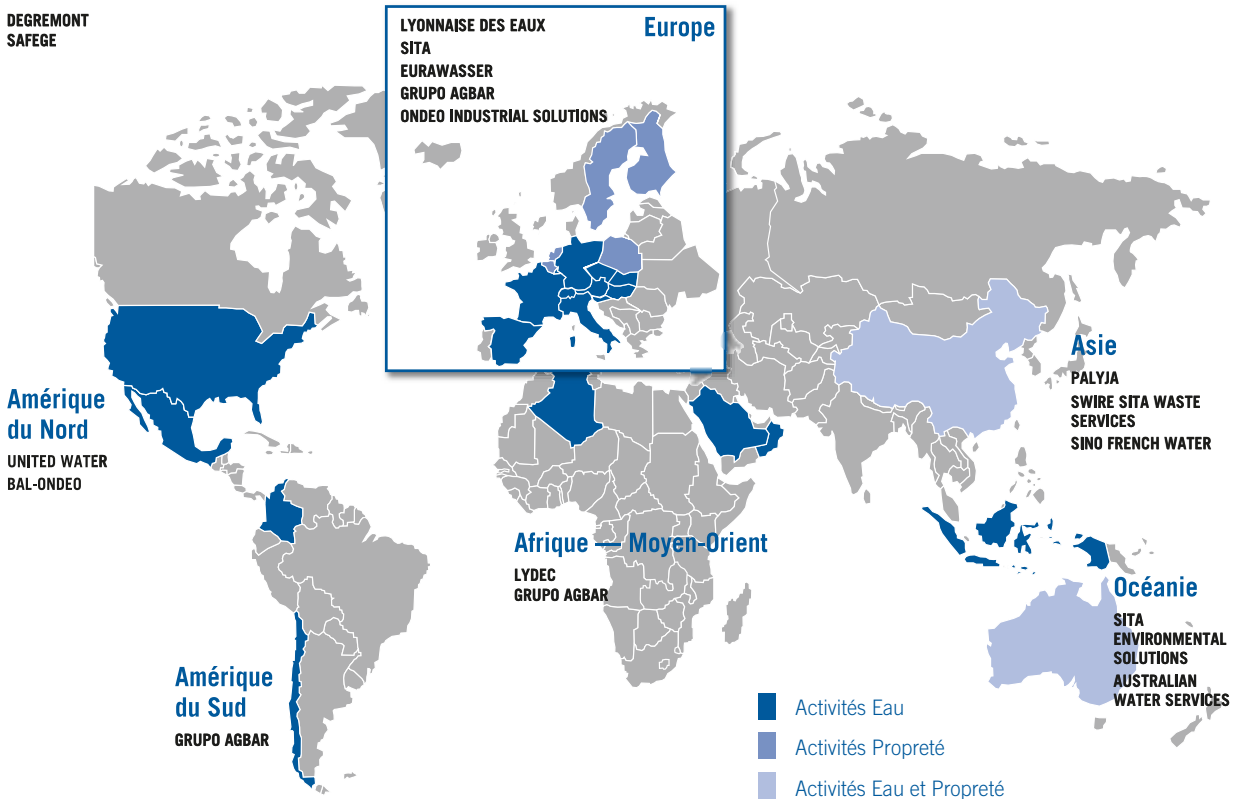 DEGREMONT
SAFEGE
Europe
LYONNAISE DES EAUX
SITA
EURAWASSER
GRUPO AGBAR
ONDEO INDUSTRIAL SOLUTIONS
Amérique
du Nord
UNITED WATER
BAL-ONDEO
Asie
PALYJA
SWIRE SITA WASTE
SERVICES
SINO FRENCH WATER
Afrique — Moyen-Orient
LYDEC
GRUPO AGBAR
Océanie
SITA
ENVIRONMENTAL
SOLUTIONS
AUSTRALIAN
WATER SERVICES
Amérique
du Sud
GRUPO AGBAR
Activités Eau
Activités Propreté
Activités Eau et Propreté